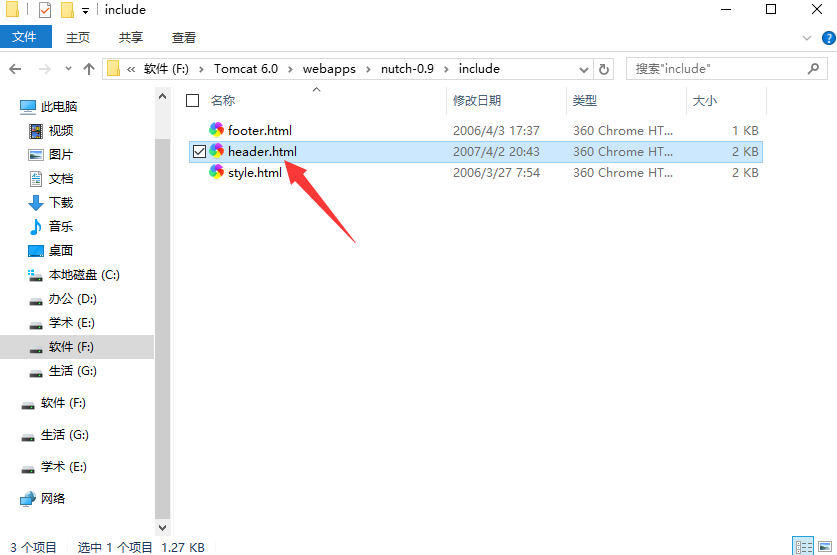 include
文件 主页 共享 查看
« 软件 (F:) › Tomcat 6.0 › webapps › nutch-0.9 › include 搜索"include"
此电脑
视频
图片
文档
下载
音乐
桌面
本地磁盘 (C:)
办公 (D:)
学术 (E:)
软件 (F:)
生活 (G:)
软件 (F:)
生活 (G:)
学术 (E:)
网络
名称 修改日期 类型 大小
footer.html 2006/4/3 17:37 360 Chrome HT... 1 KB
header.html 2007/4/2 20:43 360 Chrome HT... 2 KB
style.html 2006/3/27 7:54 360 Chrome HT... 2 KB
3 个项目 选中 1 个项目 1.27 KB